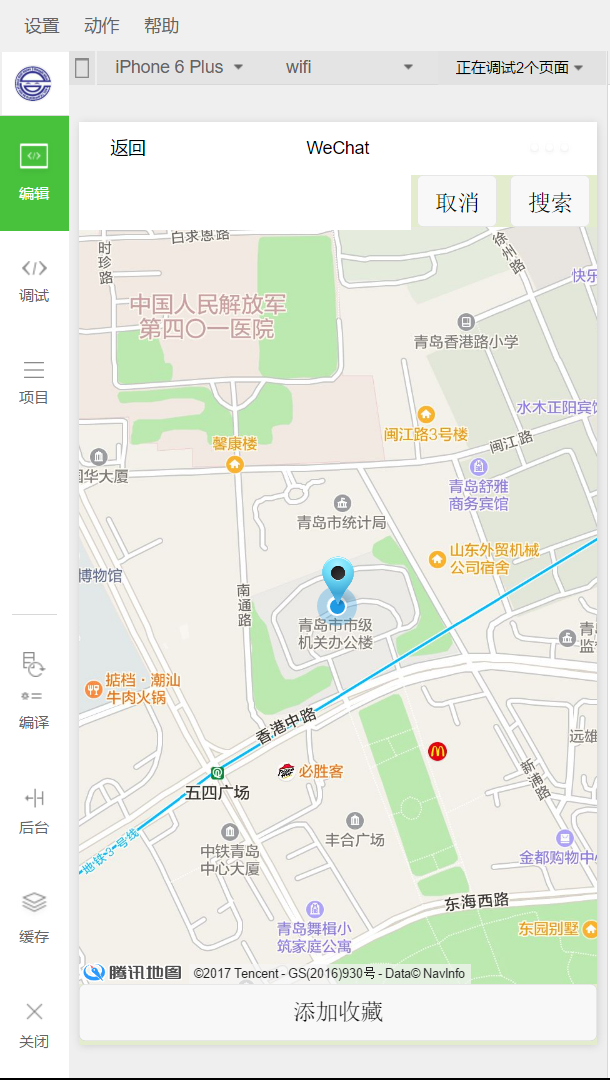 设置 动作 帮助
iPhone 6 Plus wifi 正在调试2个页面
编辑
调试
项目
编译
后台
缓存
关闭
返回 WeChat
取消 搜索
白求恩路
时珍路
徐州路
快乐
中国人民解放军
第四〇一医院
青岛香港路小学
水木正阳宾馆
闽江路3号楼
闽江路
馨康楼
国华大厦
青岛舒雅
商务宾馆
青岛市统计局
山东外贸机械
公司宿舍
博物馆
南通路
青岛市市级
机关办公楼
青
监
掂档·潮汕
牛肉火锅
香港中路
远雄
新浦路
必胜客
五四广场
地铁3号线
丰合广场
中铁青岛
中心大厦
金都购物中心
东海西路
青岛舞楫小
筑家庭公寓
东园别墅
腾讯地图 ©2017 Tencent - GS(2016)930号 - Data© NavInfo
添加收藏